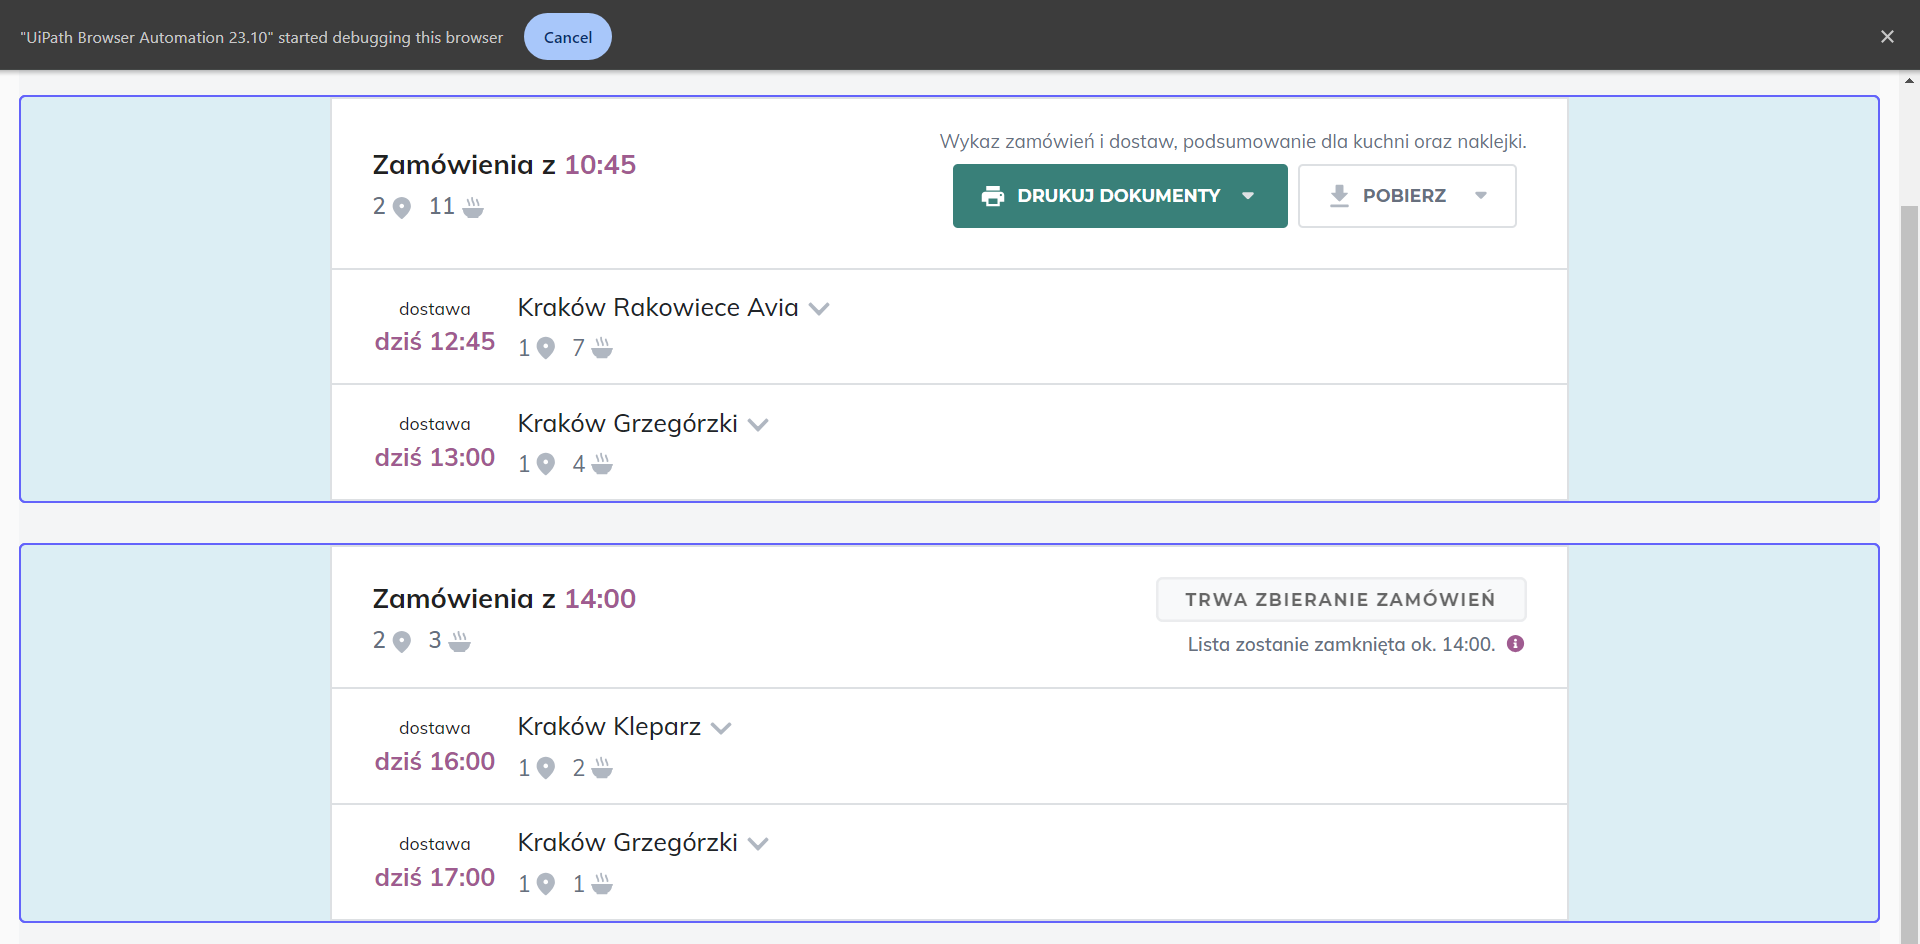 "UiPath Browser Automation 23.10" started debugging this browser
Cancel
Wykaz zamówień i dostaw, podsumowanie dla kuchni oraz naklejki.
Zamówienia z 10:45
2 11
DRUKUJ DOKUMENTY
POBIERZ
dostawa
dziś 12:45
Kraków Rakowiece Avia
1 7
dostawa
dziś 13:00
Kraków Grzegórzki
1 4
Zamówienia z 14:00
2 3
TRWA ZBIERANIE ZAMÓWIEŃ
Lista zostanie zamknięta ok. 14:00.
dostawa
dziś 16:00
Kraków Kleparz
1 2
dostawa
dziś 17:00
Kraków Grzegórzki
1 1